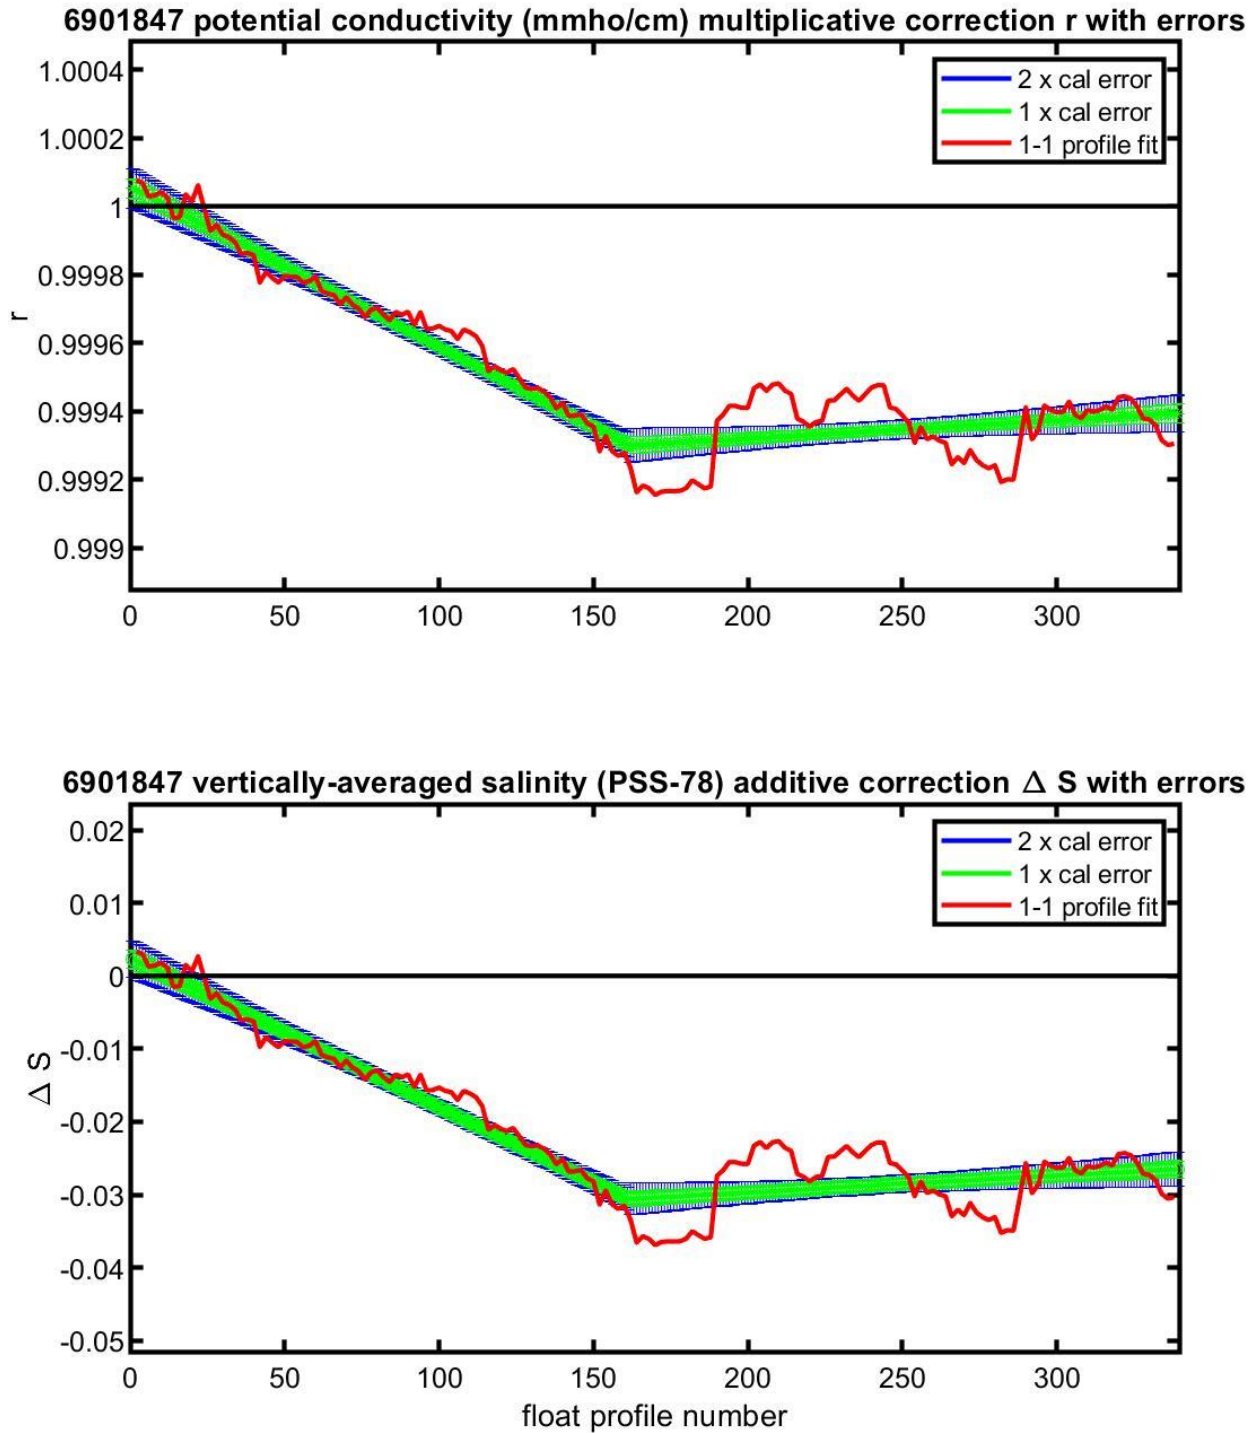 6901847 potential conductivity (mmho/cm) multiplicative correction r with errors
2 x cal error
1 x cal error
1-1 profile fit
1.0004
1.0002
1
0.9998
0.9996
0.9994
0.9992
0.999
r
0 50 100 150 200 250 300
6901847 vertically-averaged salinity (PSS-78) additive correction Δ S with errors
2 x cal error
1 x cal error
1-1 profile fit
0.02
0.01
0
-0.01
-0.02
-0.03
-0.04
-0.05
Δ S
0 50 100 150 200 250 300
float profile number